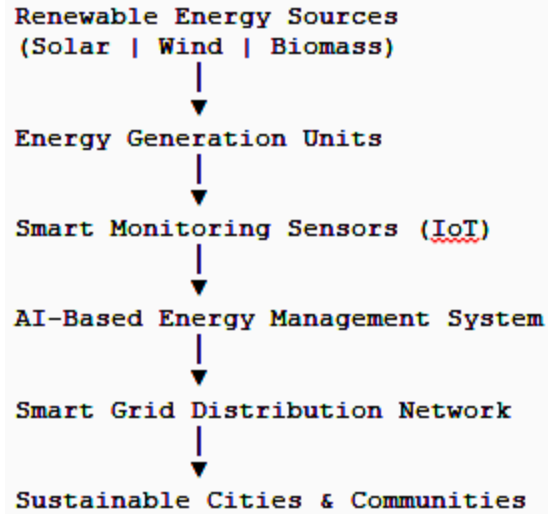 Renewable Energy Sources
(Solar | Wind | Biomass)
|
▼
Energy Generation Units
|
▼
Smart Monitoring Sensors (IoT)
|
▼
AI-Based Energy Management System
|
▼
Smart Grid Distribution Network
|
▼
Sustainable Cities & Communities